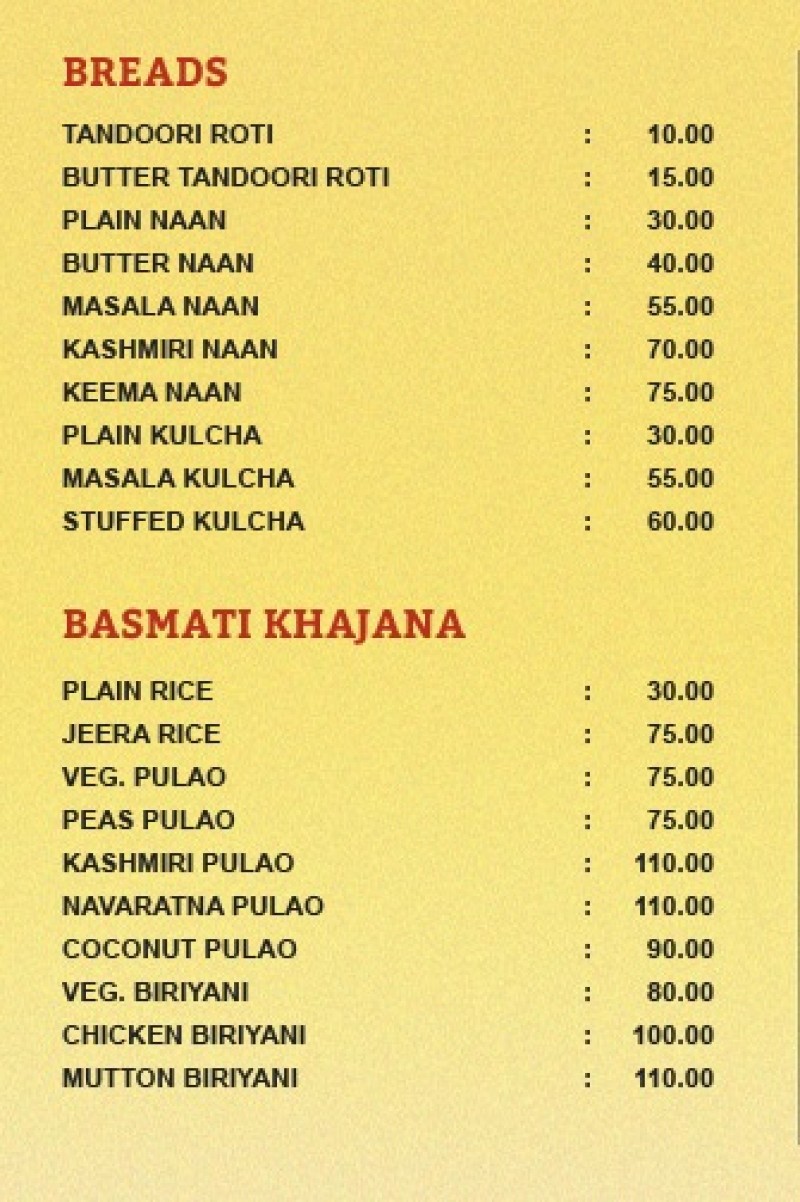 BREADS
TANDOORI ROTI : 10.00
BUTTER TANDOORI ROTI : 15.00
PLAIN NAAN : 30.00
BUTTER NAAN : 40.00
MASALA NAAN : 55.00
KASHMIRI NAAN : 70.00
KEEMA NAAN : 75.00
PLAIN KULCHA : 30.00
MASALA KULCHA : 55.00
STUFFED KULCHA : 60.00
BASMATI KHAJANA
PLAIN RICE : 30.00
JEERA RICE : 75.00
VEG. PULAO : 75.00
PEAS PULAO : 75.00
KASHMIRI PULAO : 110.00
NAVARATNA PULAO : 110.00
COCONUT PULAO : 90.00
VEG. BIRIYANI : 80.00
CHICKEN BIRIYANI : 100.00
MUTTON BIRIYANI : 110.00